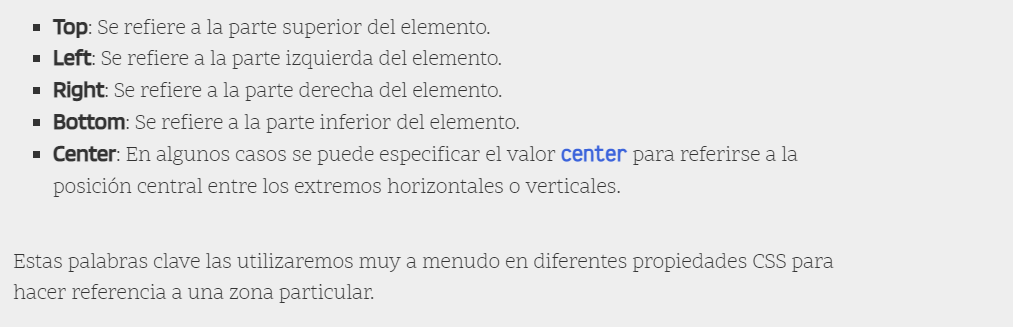 Top: Se refiere a la parte superior del elemento.
Left: Se refiere a la parte izquierda del elemento.
Right: Se refiere a la parte derecha del elemento.
Bottom: Se refiere a la parte inferior del elemento.
Center: En algunos casos se puede especificar el valor center para referirse a la
posición central entre los extremos horizontales o verticales.
Estas palabras clave las utilizaremos muy a menudo en diferentes propiedades CSS para
hacer referencia a una zona particular.